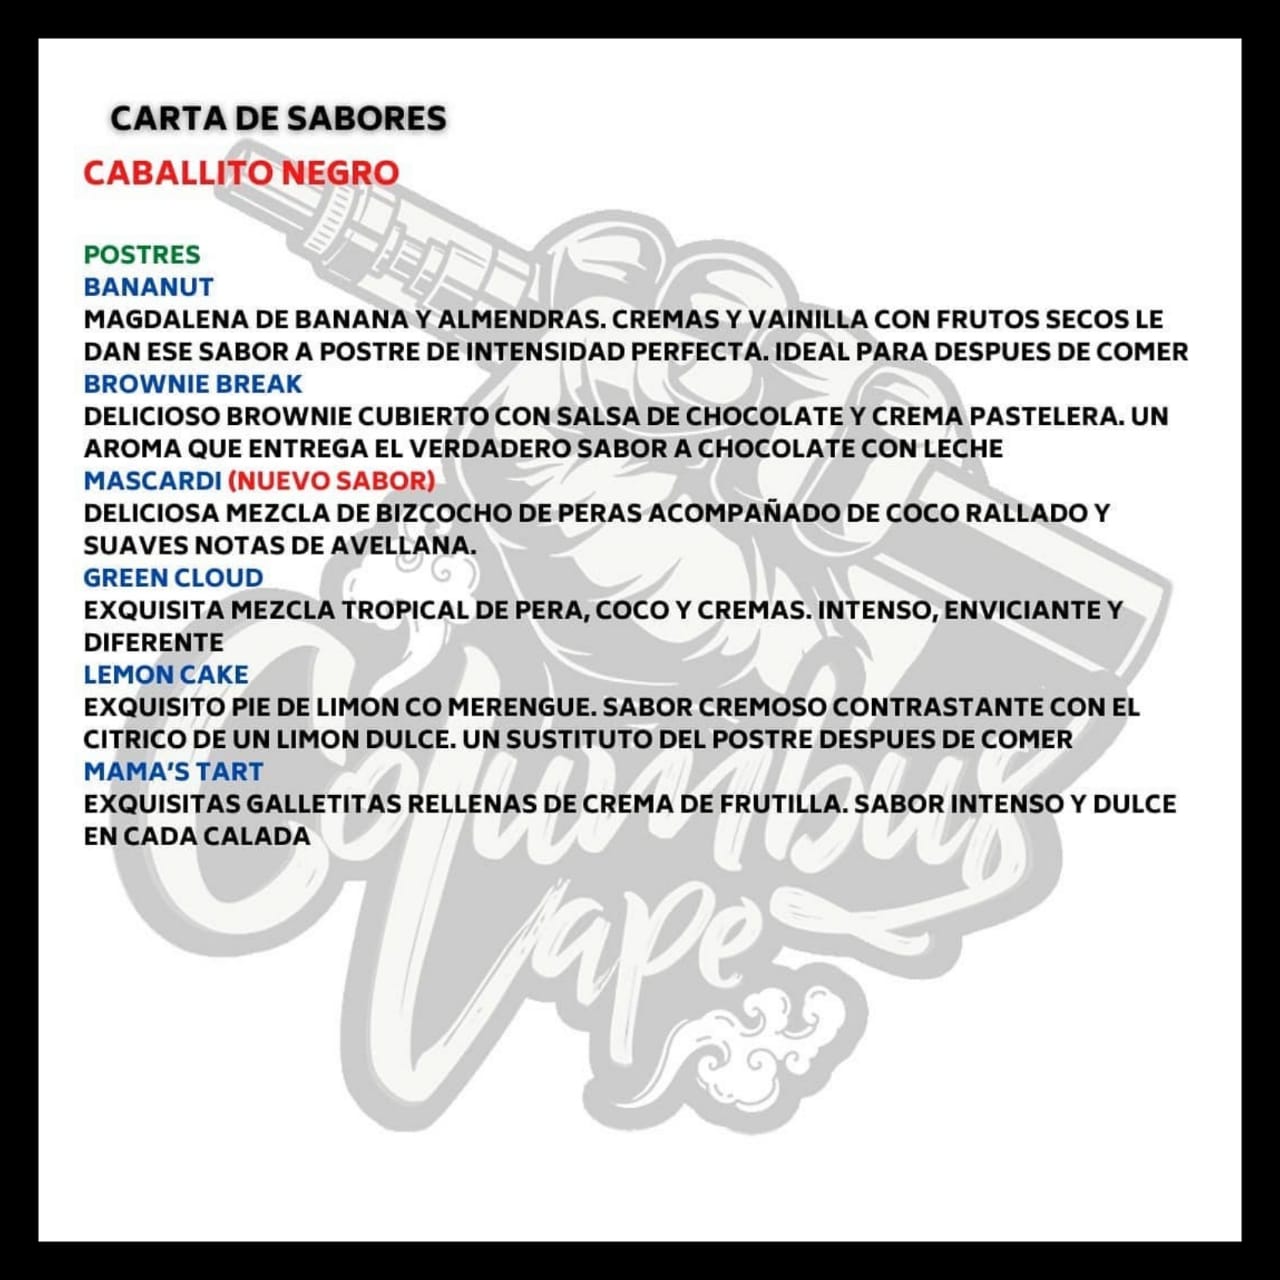 CARTA DE SABORES
CABALLITO NEGRO
POSTRES
BANANUT
MAGDALENA DE BANANA Y ALMENDRAS. CREMAS Y VAINILLA CON FRUTOS SECOS LE
DAN ESE SABOR A POSTRE DE INTENSIDAD PERFECTA. IDEAL PARA DESPUES DE COMER
BROWNIE BREAK
DELICIOSO BROWNIE CUBIERTO CON SALSA DE CHOCOLATE Y CREMA PASTELERA. UN
AROMA QUE ENTREGA EL VERDADERO SABOR A CHOCOLATE CON LECHE
MASCARDI (NUEVO SABOR)
DELICIOSA MEZCLA DE BIZCOCHO DE PERAS ACOMPAÑADO DE COCO RALLADO Y
SUAVES NOTAS DE AVELLANA.
GREEN CLOUD
EXQUISITA MEZCLA TROPICAL DE PERA, COCO Y CREMAS. INTENSO, ENVICIANTE Y
DIFERENTE
LEMON CAKE
EXQUISITO PIE DE LIMON CO MERENGUE. SABOR CREMOSO CONTRASTANTE CON EL
CITRICO DE UN LIMON DULCE. UN SUSTITUTO DEL POSTRE DESPUES DE COMER
MAMA'S TART
EXQUISITAS GALLETITAS RELLENAS DE CREMA DE FRUTILLA. SABOR INTENSO Y DULCE
EN CADA CALADA
Columbus
Vape